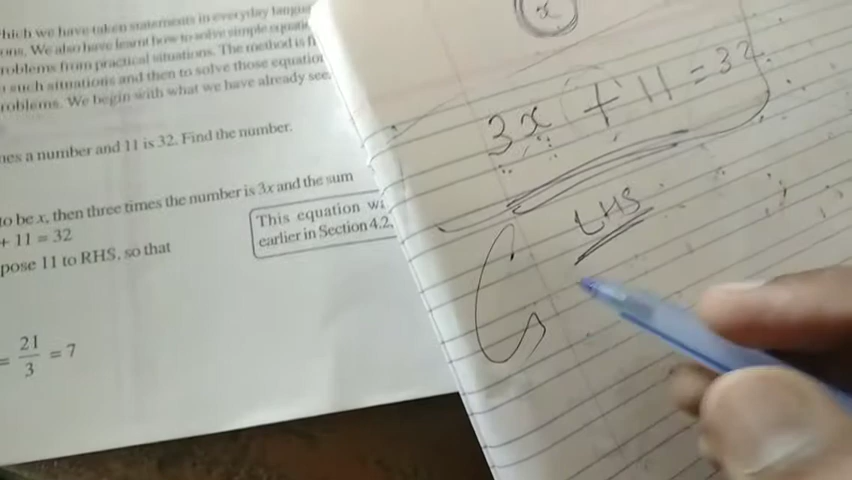 hich we have taken statements in everyday langua
ons. We also have learnt how to solve simple equatio
roblems from practical situations. The method is fi
such situations and then to solve those equation
roblems. We begin with what we have already see
nes a number and 11 is 32. Find the number.
to be x, then three times the number is 3x and the sum
+ 11 = 32
pose 11 to RHS, so that
This equation wa
earlier in Section 4.2
= 21/3 = 7
x
3x + 11 = 32
LHS